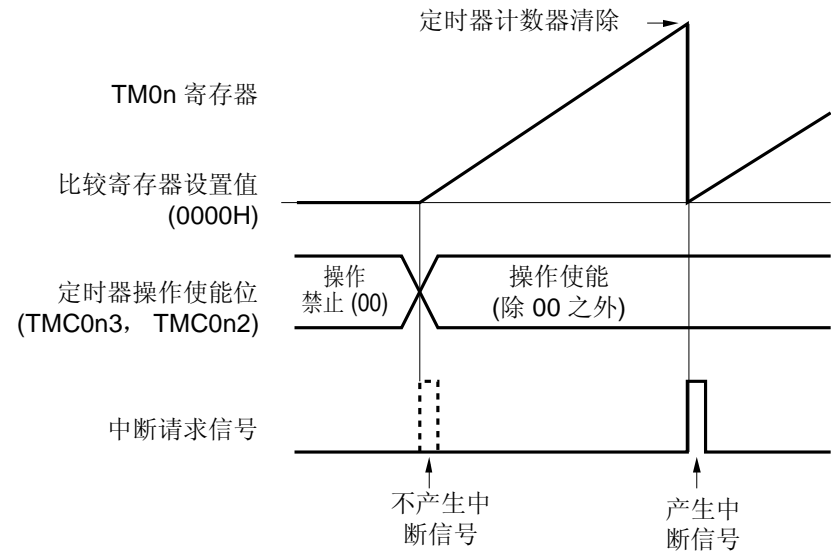 定时器计数器清除
TM0n 寄存器
比较寄存器设置值
(0000H)
定时器操作使能位
(TMC0n3， TMC0n2)
操作
禁止 (00)
操作使能
(除 00 之外)
中断请求信号
不产生中
断信号
产生中
断信号